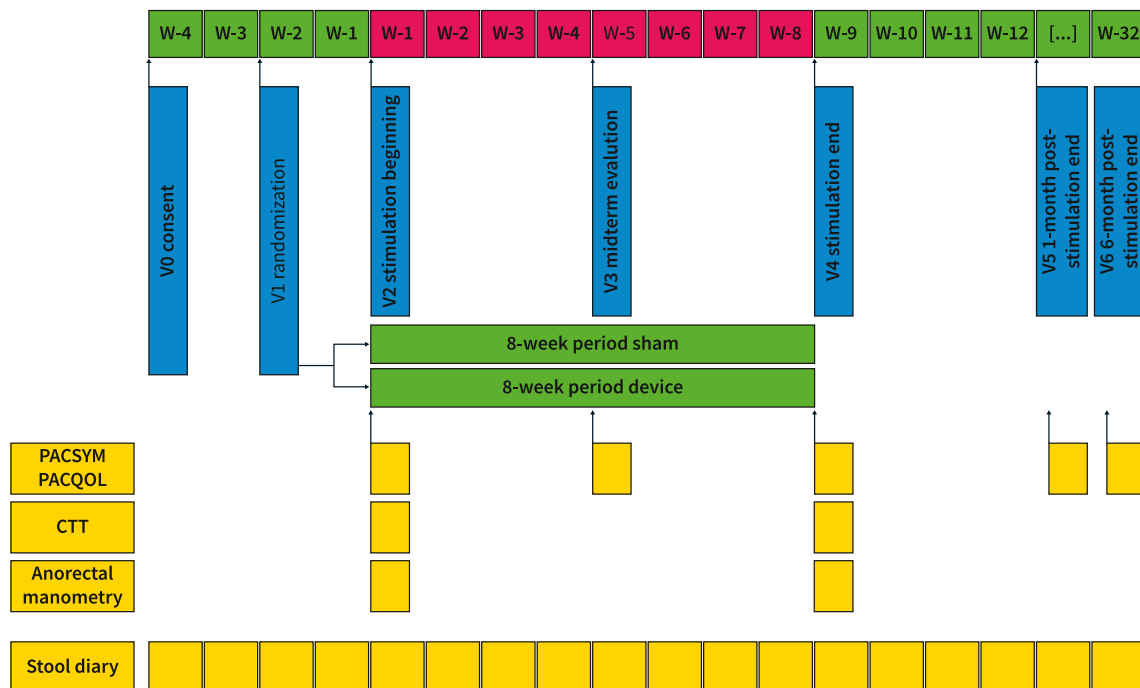 W-4 W-3 W-2 W-1 W-1 W-2 W-3 W-4 W-5 W-6 W-7 W-8 W-9 W-10 W-11 W-12 [...] W-32
V0 consent
V1 randomization
V2 stimulation beginning
V3 midterm evalution
V4 stimulation end
V5 1-month post-
stimulation end
V6 6-month post-
stimulation end
8-week period sham
8-week period device
PACSYM
PACQOL
CTT
Anorectal
manometry
Stool diary